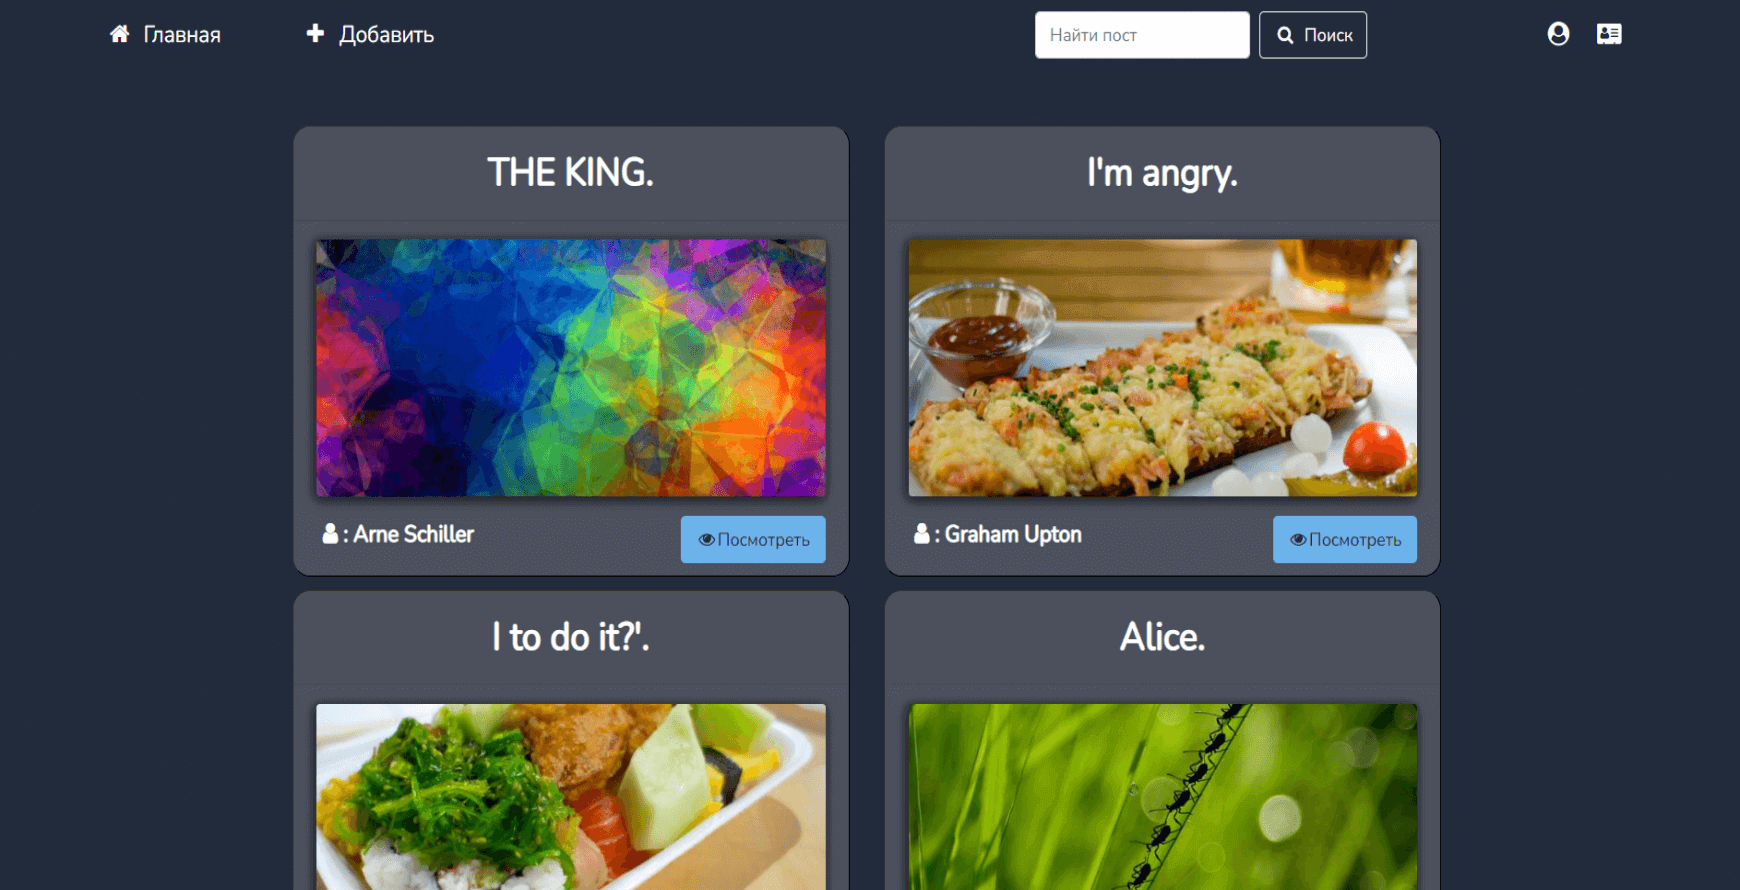 Главная
Добавить
Найти пост
Поиск
THE KING.
I'm angry.
: Arne Schiller
Посмотреть
: Graham Upton
Посмотреть
I to do it?'.
Alice.